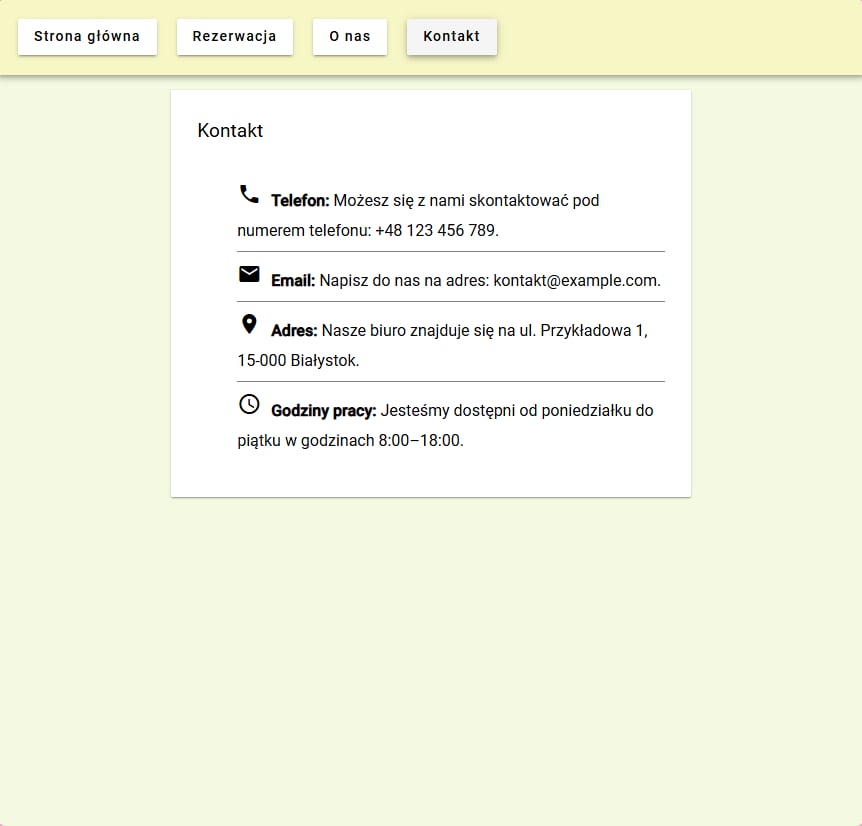 Strona główna Rezerwacja O nas Kontakt
Kontakt
Telefon: Możesz się z nami skontaktować pod
numerem telefonu: +48 123 456 789.
Email: Napisz do nas na adres: kontakt@example.com.
Adres: Nasze biuro znajduje się na ul. Przykładowa 1,
15-000 Białystok.
Godziny pracy: Jesteśmy dostępni od poniedziałku do
piątku w godzinach 8:00–18:00.